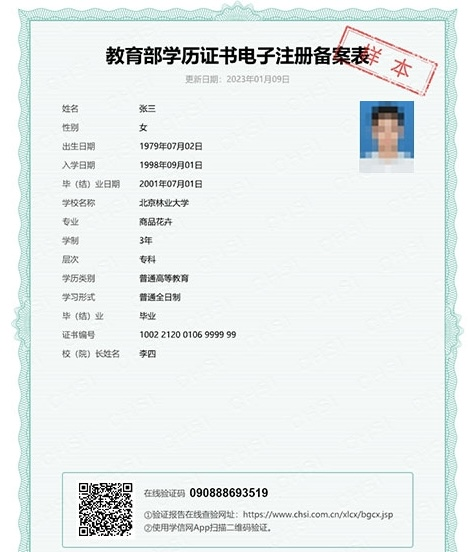 教育部学历证书电子注册备案表
样本
更新日期：2023年01月09日
姓名 张三
性别 女
出生日期 1979年07月02日
入学日期 1998年09月01日
毕（结）业日期 2001年07月01日
学校名称 北京林业大学
专业 商品花卉
学制 3年
层次 专科
学历类别 普通高等教育
学习形式 普通全日制
毕（结）业 毕业
证书编号 1002 2120 0106 9999 99
校（院）长姓名 李四
在线验证码 090888693519
①验证报告在线查验网址：https://www.chsi.com.cn/xlcx/bgcx.jsp
②使用学信网App扫描二维码验证。